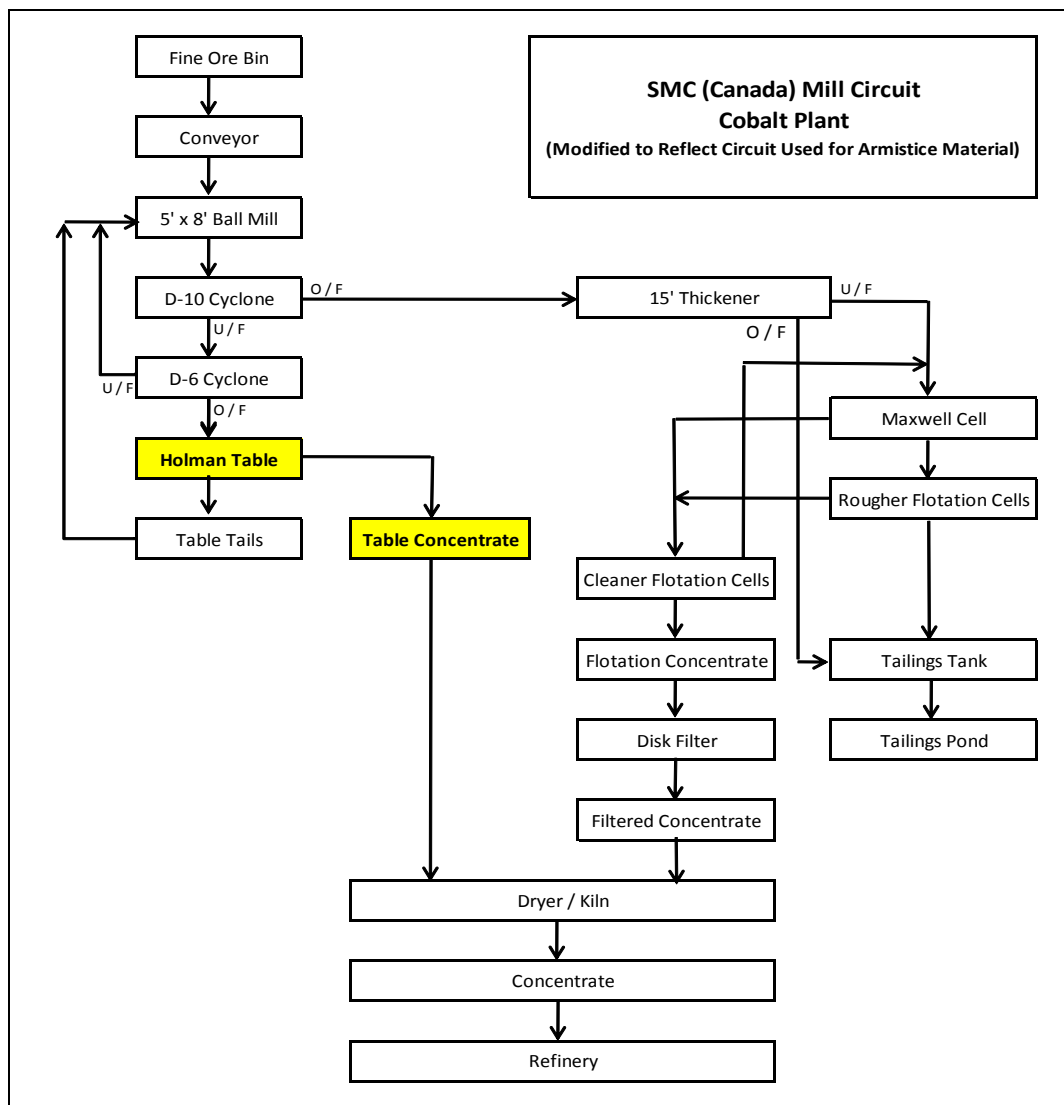 Fine Ore Bin
SMC (Canada) Mill Circuit
Cobalt Plant
(Modified to Reflect Circuit Used for Armistice Material)
Conveyor
5' x 8' Ball Mill
D-10 Cyclone
O / F
15' Thickener
U / F
U / F
O / F
D-6 Cyclone
U / F
O / F
Maxwell Cell
Holman Table
Rougher Flotation Cells
Table Tails
Table Concentrate
Cleaner Flotation Cells
Flotation Concentrate
Tailings Tank
Disk Filter
Tailings Pond
Filtered Concentrate
Dryer / Kiln
Concentrate
Refinery